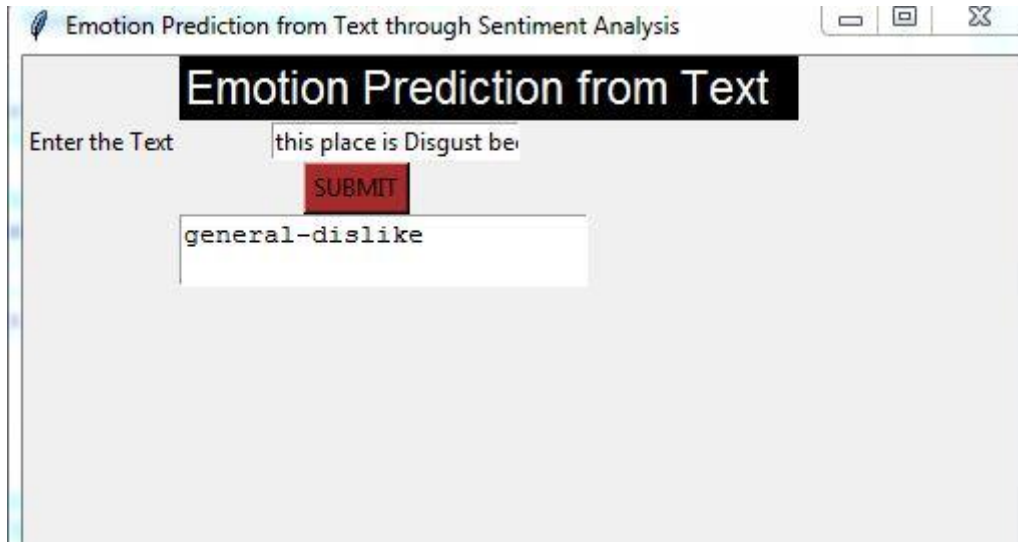 Emotion Prediction from Text through Sentiment Analysis
Emotion Prediction from Text
Enter the Text this place is Disgust
SUBMIT
general-dislike